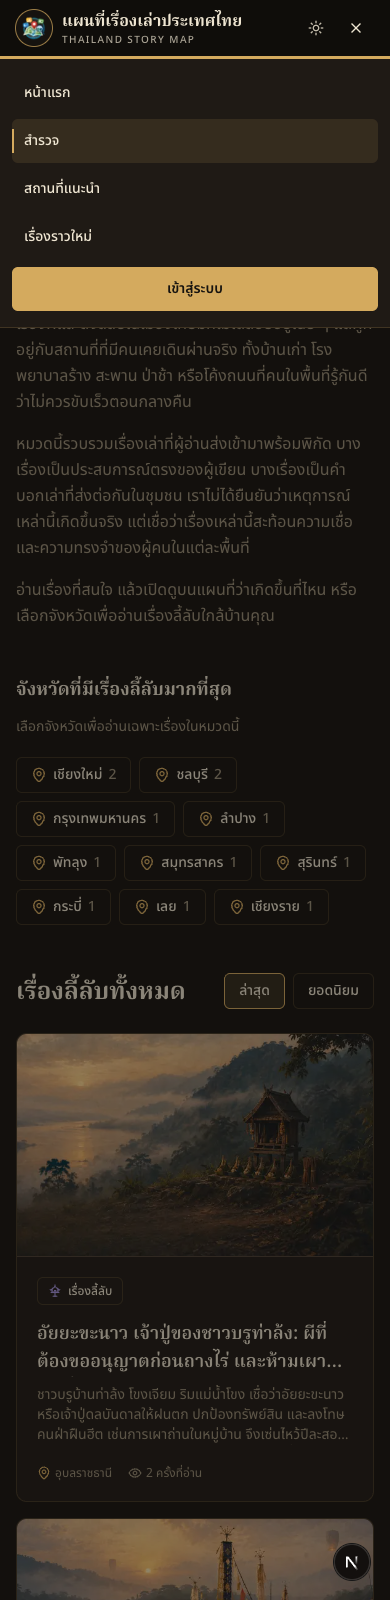 แผนที่เรื่องเล่าประเทศไทย
THAILAND STORY MAP
หน้าแรก
สำรวจ
สถานที่แนะนำ
เรื่องราวใหม่
เข้าสู่ระบบ
อยู่กับสถานที่ที่มีคนเคยเดินผ่านจริง ทั้งบ้านเก่า โรง
พยาบาลร้าง สะพาน ป่าช้า หรือโค้งถนนที่คนในพื้นที่รู้กันดี
ว่าไม่ควรขับเร็วตอนกลางคืน
หมวดนี้รวบรวมเรื่องเล่าที่ผู้อ่านส่งเข้ามาพร้อมพิกัด บาง
เรื่องเป็นประสบการณ์ตรงของผู้เขียน บางเรื่องเป็นคำ
บอกเล่าที่ส่งต่อกันในชุมชน เราไม่ได้ยืนยันว่าเหตุการณ์
เหล่านี้เกิดขึ้นจริง แต่เชื่อว่าเรื่องเหล่านี้สะท้อนความเชื่อ
และความทรงจำของผู้คนในแต่ละพื้นที่
อ่านเรื่องที่สนใจ แล้วเปิดดูบนแผนที่ว่าเกิดขึ้นที่ไหน หรือ
เลือกจังหวัดเพื่ออ่านเรื่องลี้ลับใกล้บ้านคุณ
จังหวัดที่มีเรื่องลี้ลับมากที่สุด
เลือกจังหวัดเพื่ออ่านเฉพาะเรื่องในหมวดนี้
เชียงใหม่ 2 ชลบุรี 2
กรุงเทพมหานคร 1 ลำปาง 1
พัทลุง 1 สมุทรสาคร 1 สุรินทร์ 1
กระบี่ 1 เลย 1 เชียงราย 1
เรื่องลี้ลับทั้งหมด ล่าสุด ยอดนิยม
เรื่องลี้ลับ
อัยยะขะนาว เจ้าปู่ของชาวบรูท่าล้ง: ผีที่
ต้องขออนุญาตก่อนถางไร่ และห้ามเผา...
ชาวบรูบ้านท่าล้ง โขงเจียม ริมแม่น้ำโขง เชื่อว่าอัยยะขะนาว
หรือเจ้าปู่ดลบันดาลให้ฝนตก ปกป้องทรัพย์สิน และลงโทษ
คนฝ่าฝืนฮีต เช่นการเผาถ่านในหมู่บ้าน จึงเซ่นไหว้ปีละสอ...
อุบลราชธานี 2 ครั้งที่อ่าน
N